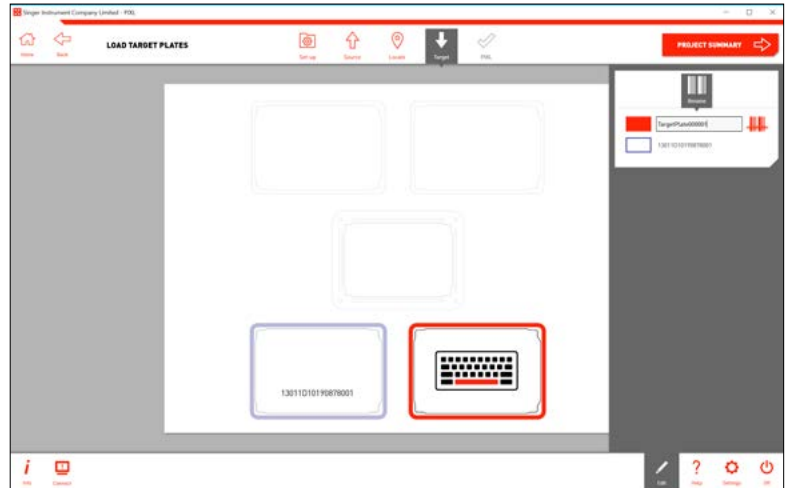 Singer Instrument Company Limited - PIXL
Home
Back
LOAD TARGET PLATES
Set up
Source
Locate
Target
PIXL
PROJECT SUMMARY
Rename
TargetPlate000001
13011D10190878001
13011D10190878001
Info
Connect
Edit
Help
Settings
Off